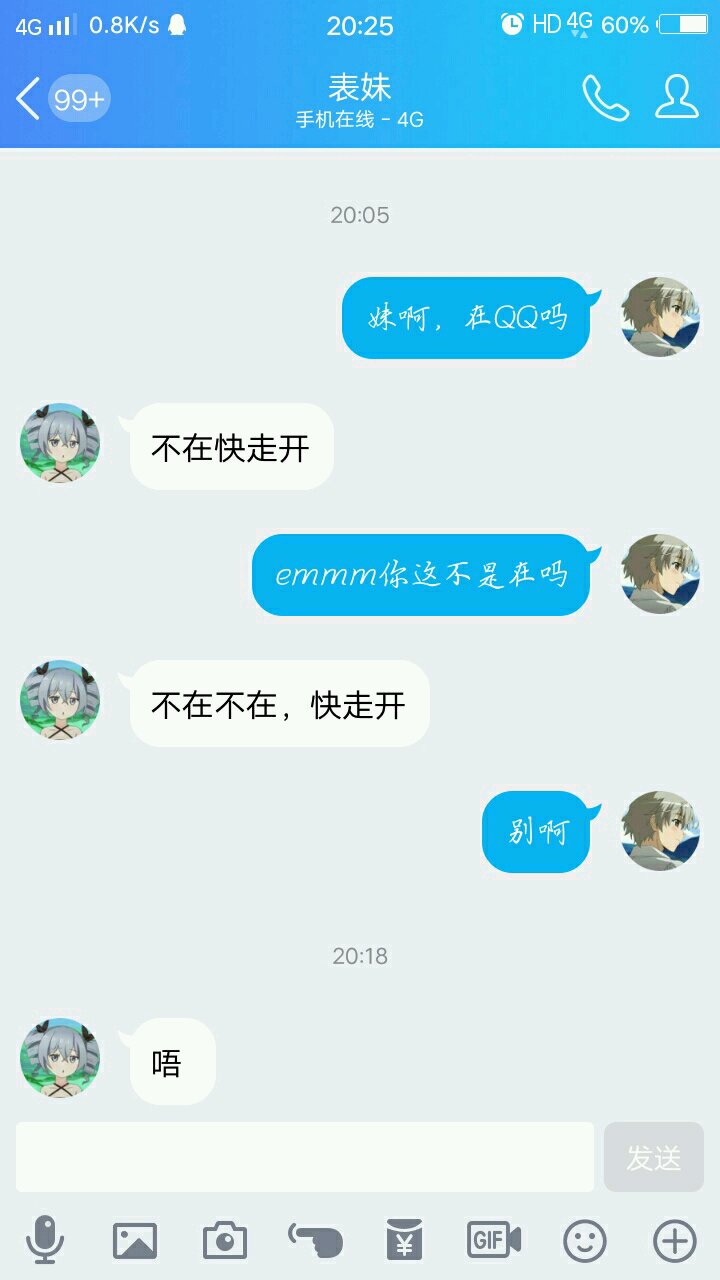 4G 0.8K/s 20:25 HD 4G 60%
99+ 表妹
手机在线 - 4G
20:05
妹啊，在QQ吗
不在快走开
emmm你这不是在吗
不在不在，快走开
别啊
20:18
唔
发送
¥ GIF